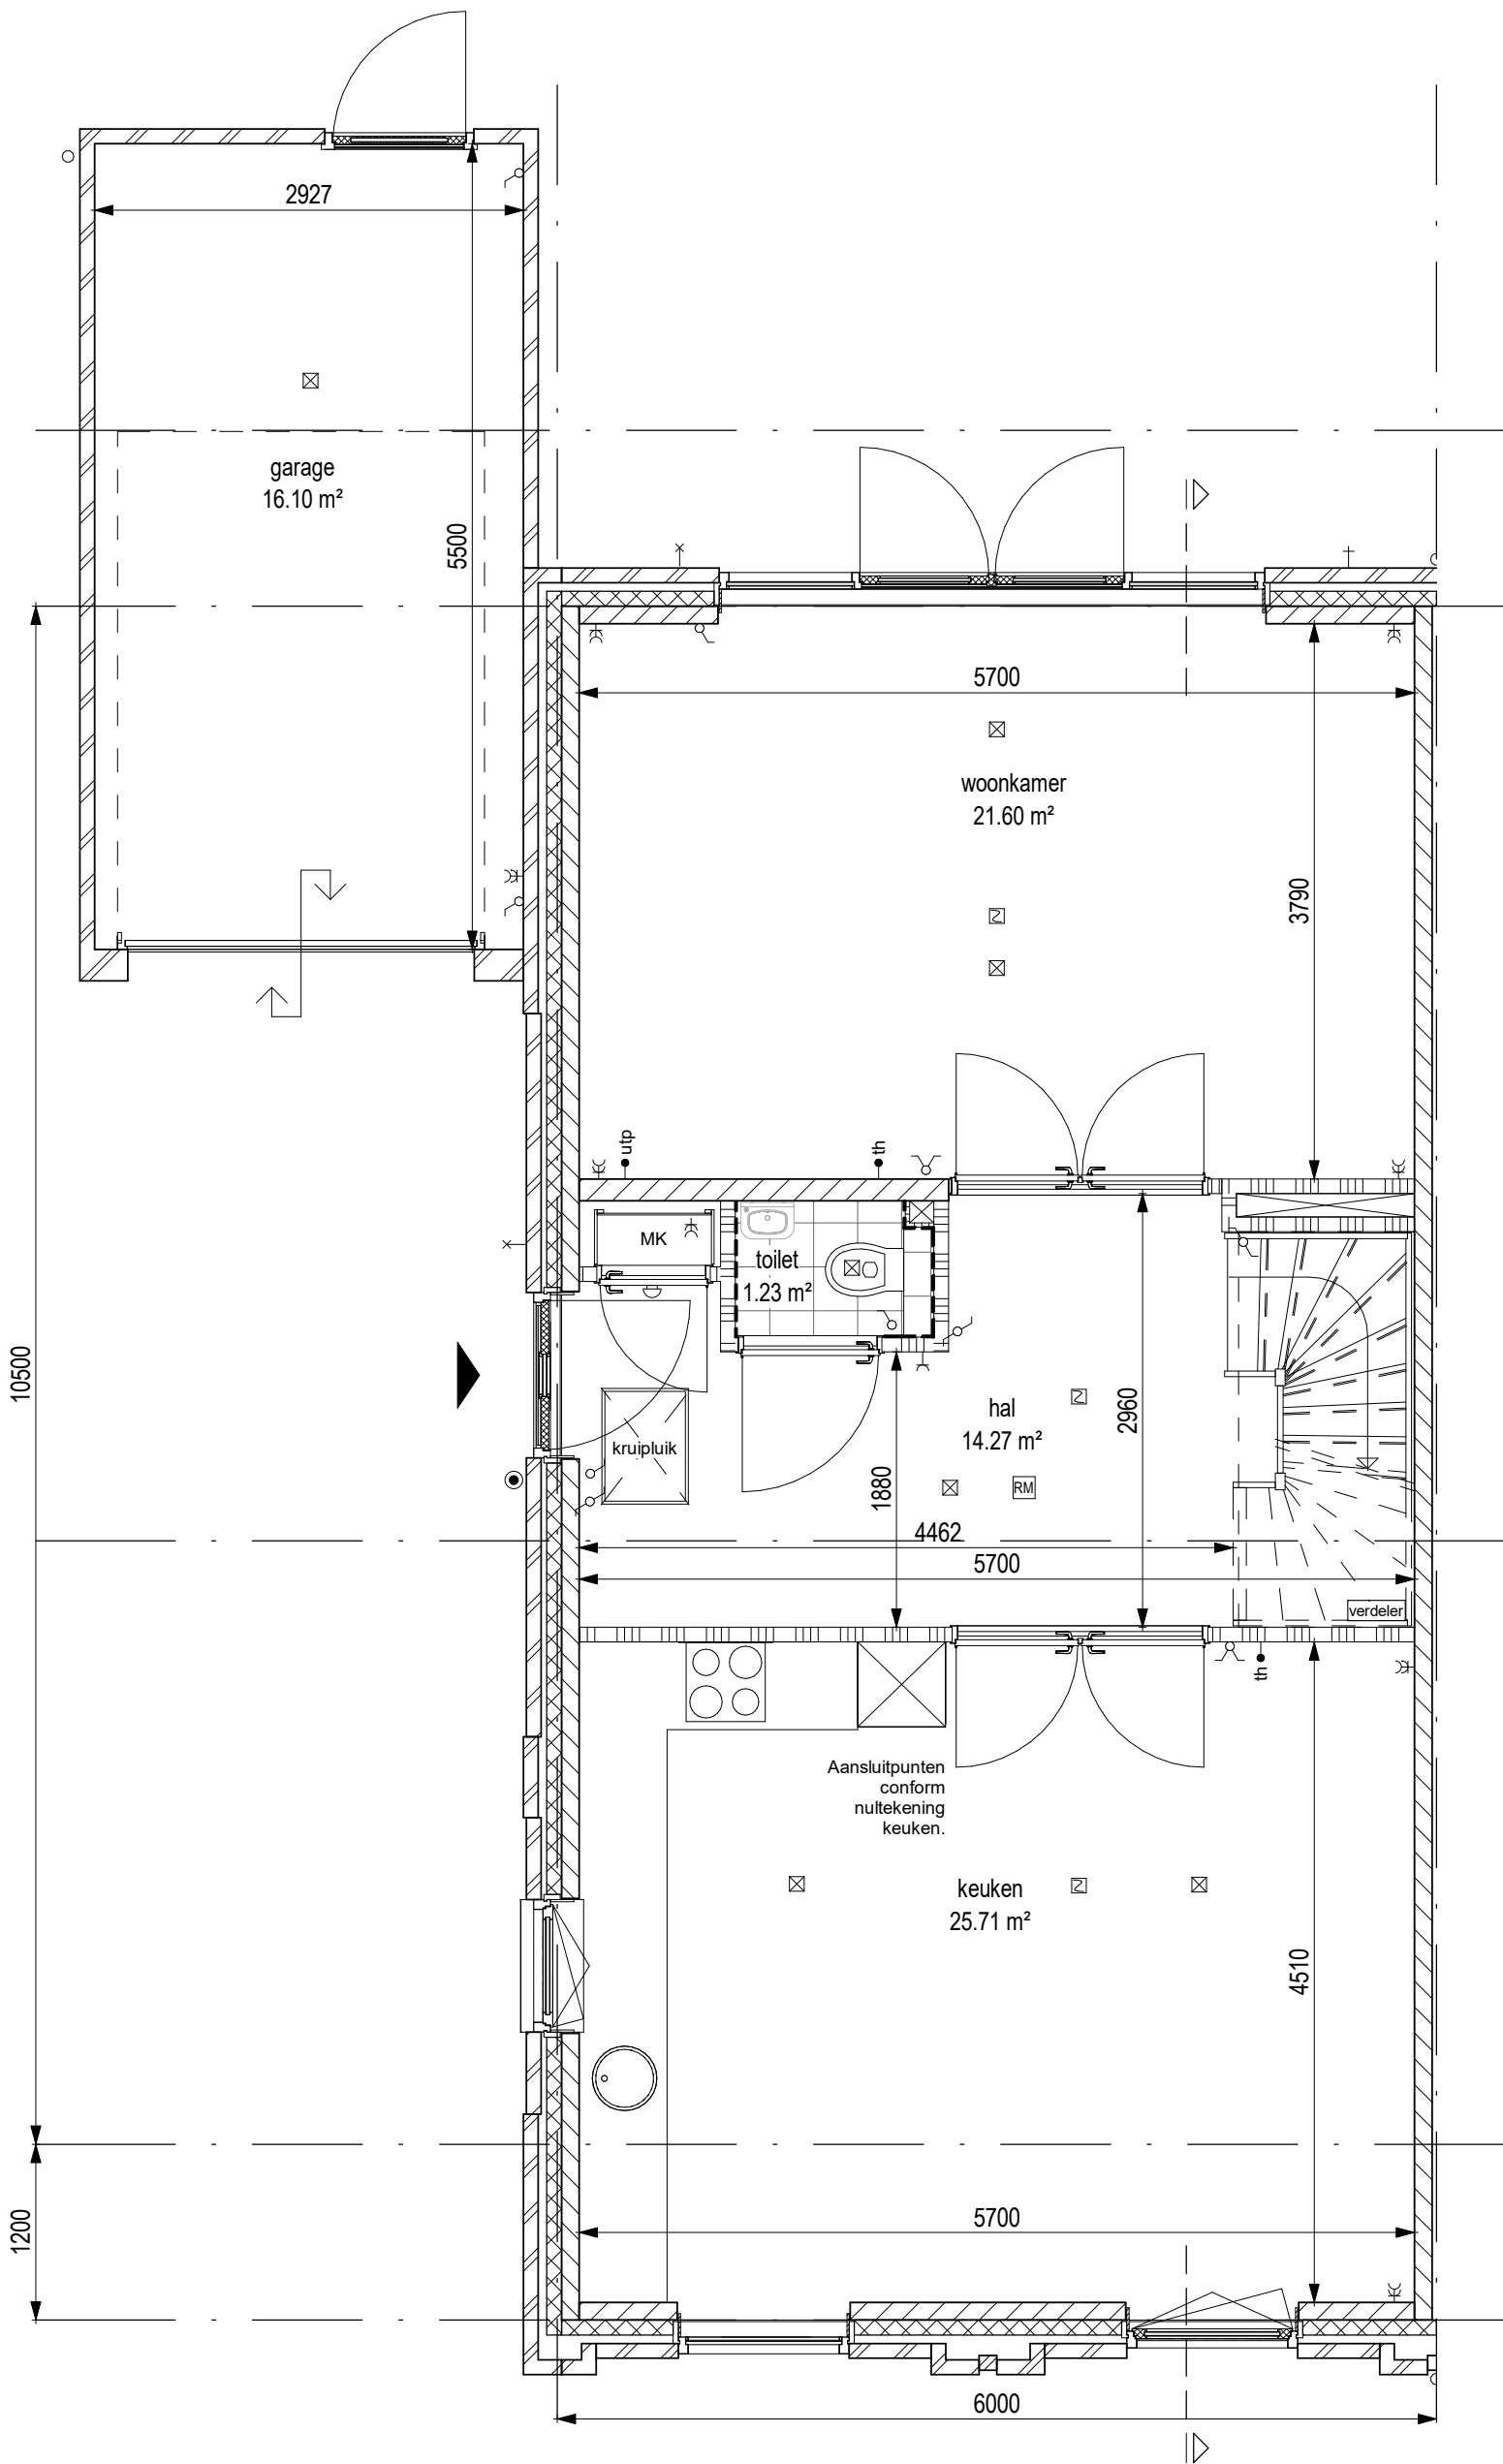 2927
garage
16.10 m²
5500
5700
woonkamer
21.60 m²
3790
utp
th
MK
toilet
1.23 m²
10500
hal
14.27 m²
2960
kruipluik
1880
RM
4462
5700
verdeler
th
Aansluitpunten
conform
nultekening
keuken.
keuken
25.71 m²
4510
1200
5700
6000